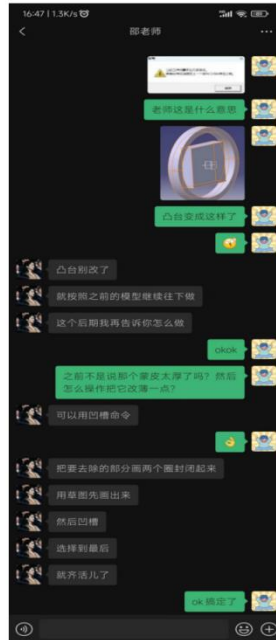 16:47 | 1.3K/s
邵老师
老师这是什么意思
凸台变成这样了
凸台别改了
就按照之前的模型继续往下做
这个后期我再告诉你怎么做
okok
之前不是说那个蒙皮太厚了吗？然后
怎么操作把它改薄一点？
可以用凹槽命令
把要去除的部分画两个圈封闭起来
用草图先画出来
然后凹槽
选择到最后
就齐活儿了
ok搞定了